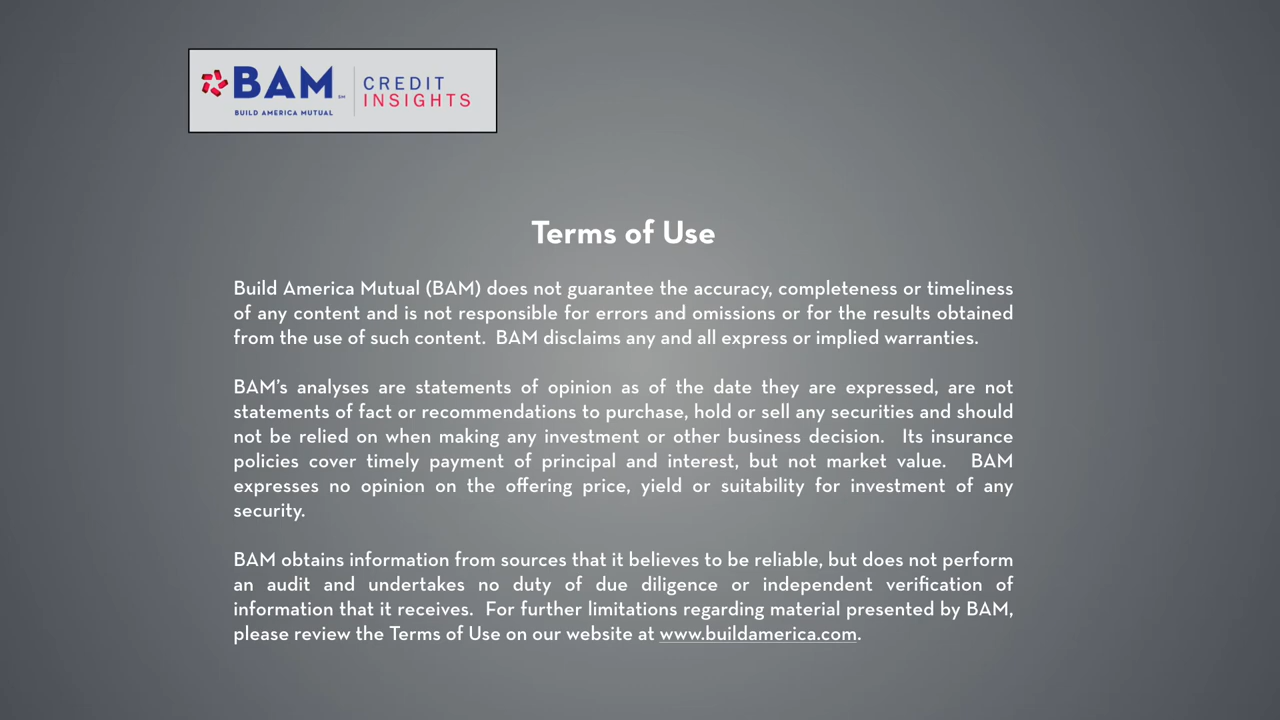 BAM SM
BUILD AMERICA MUTUAL
CREDIT
INSIGHTS
Terms of Use
Build America Mutual (BAM) does not guarantee the accuracy, completeness or timeliness
of any content and is not responsible for errors and omissions or for the results obtained
from the use of such content.  BAM disclaims any and all express or implied warranties.
BAM’s analyses are statements of opinion as of the date they are expressed, are not
statements of fact or recommendations to purchase, hold or sell any securities and should
not be relied on when making any investment or other business decision.  Its insurance
policies cover timely payment of principal and interest, but not market value.  BAM
expresses no opinion on the offering price, yield or suitability for investment of any
security.
BAM obtains information from sources that it believes to be reliable, but does not perform
an audit and undertakes no duty of due diligence or independent verification of
information that it receives.  For further limitations regarding material presented by BAM,
please review the Terms of Use on our website at www.buildamerica.com.